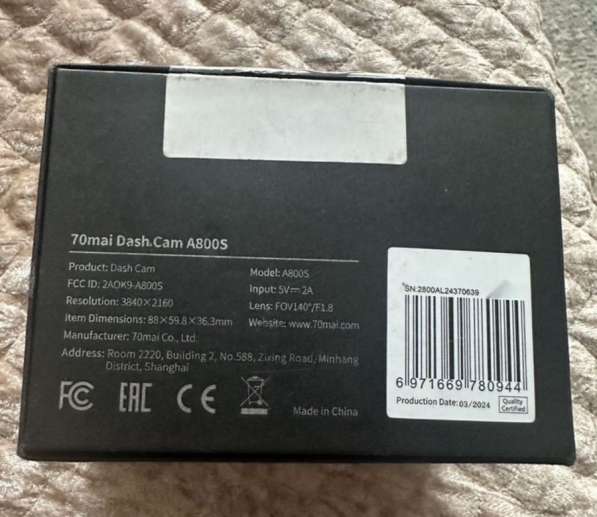 70mai Dash Cam A800S
Product: Dash Cam
Model: A800S
FCC ID: 2AOK9-A800S
Input: 5V⎓2A
Resolution: 3840×2160
Lens: FOV140°/F1.8
Item Dimensions: 88×59.8×36.3mm
Website: www.70mai.com
Manufacturer: 70mai Co., Ltd.
Address: Room 2220, Building 2, No.588, Zixing Road, Minhang
District, Shanghai
FC EAC CE
Made in China
SN:2800AL24370639
6 971669 780944
Production Date: 03/2024
Quality
Certified